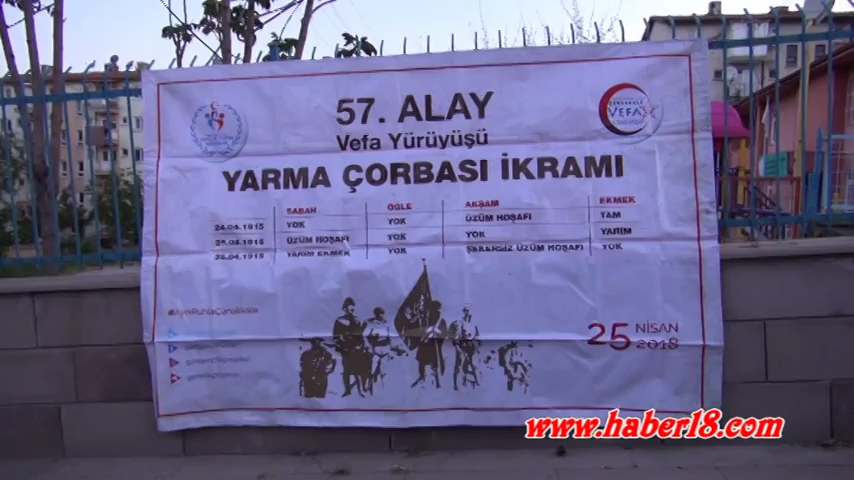 57. ALAY
Vefa Yürüyüşü
YARMA ÇORBASI İKRAMI
VEFA
SABAH ÖĞLE AKŞAM EKMEK
24.04.1915 YOK YOK ÜZÜM HOŞAFI TAM
25.04.1915 ÜZÜM HOŞAFI YOK YOK YARIM
26.04.1915 YARIM EKMEK YOK ŞEKERSİZ ÜZÜM HOŞAFI YOK
#AynıRuhlaÇanakkale
25 NİSAN
2018
www.haber18.com